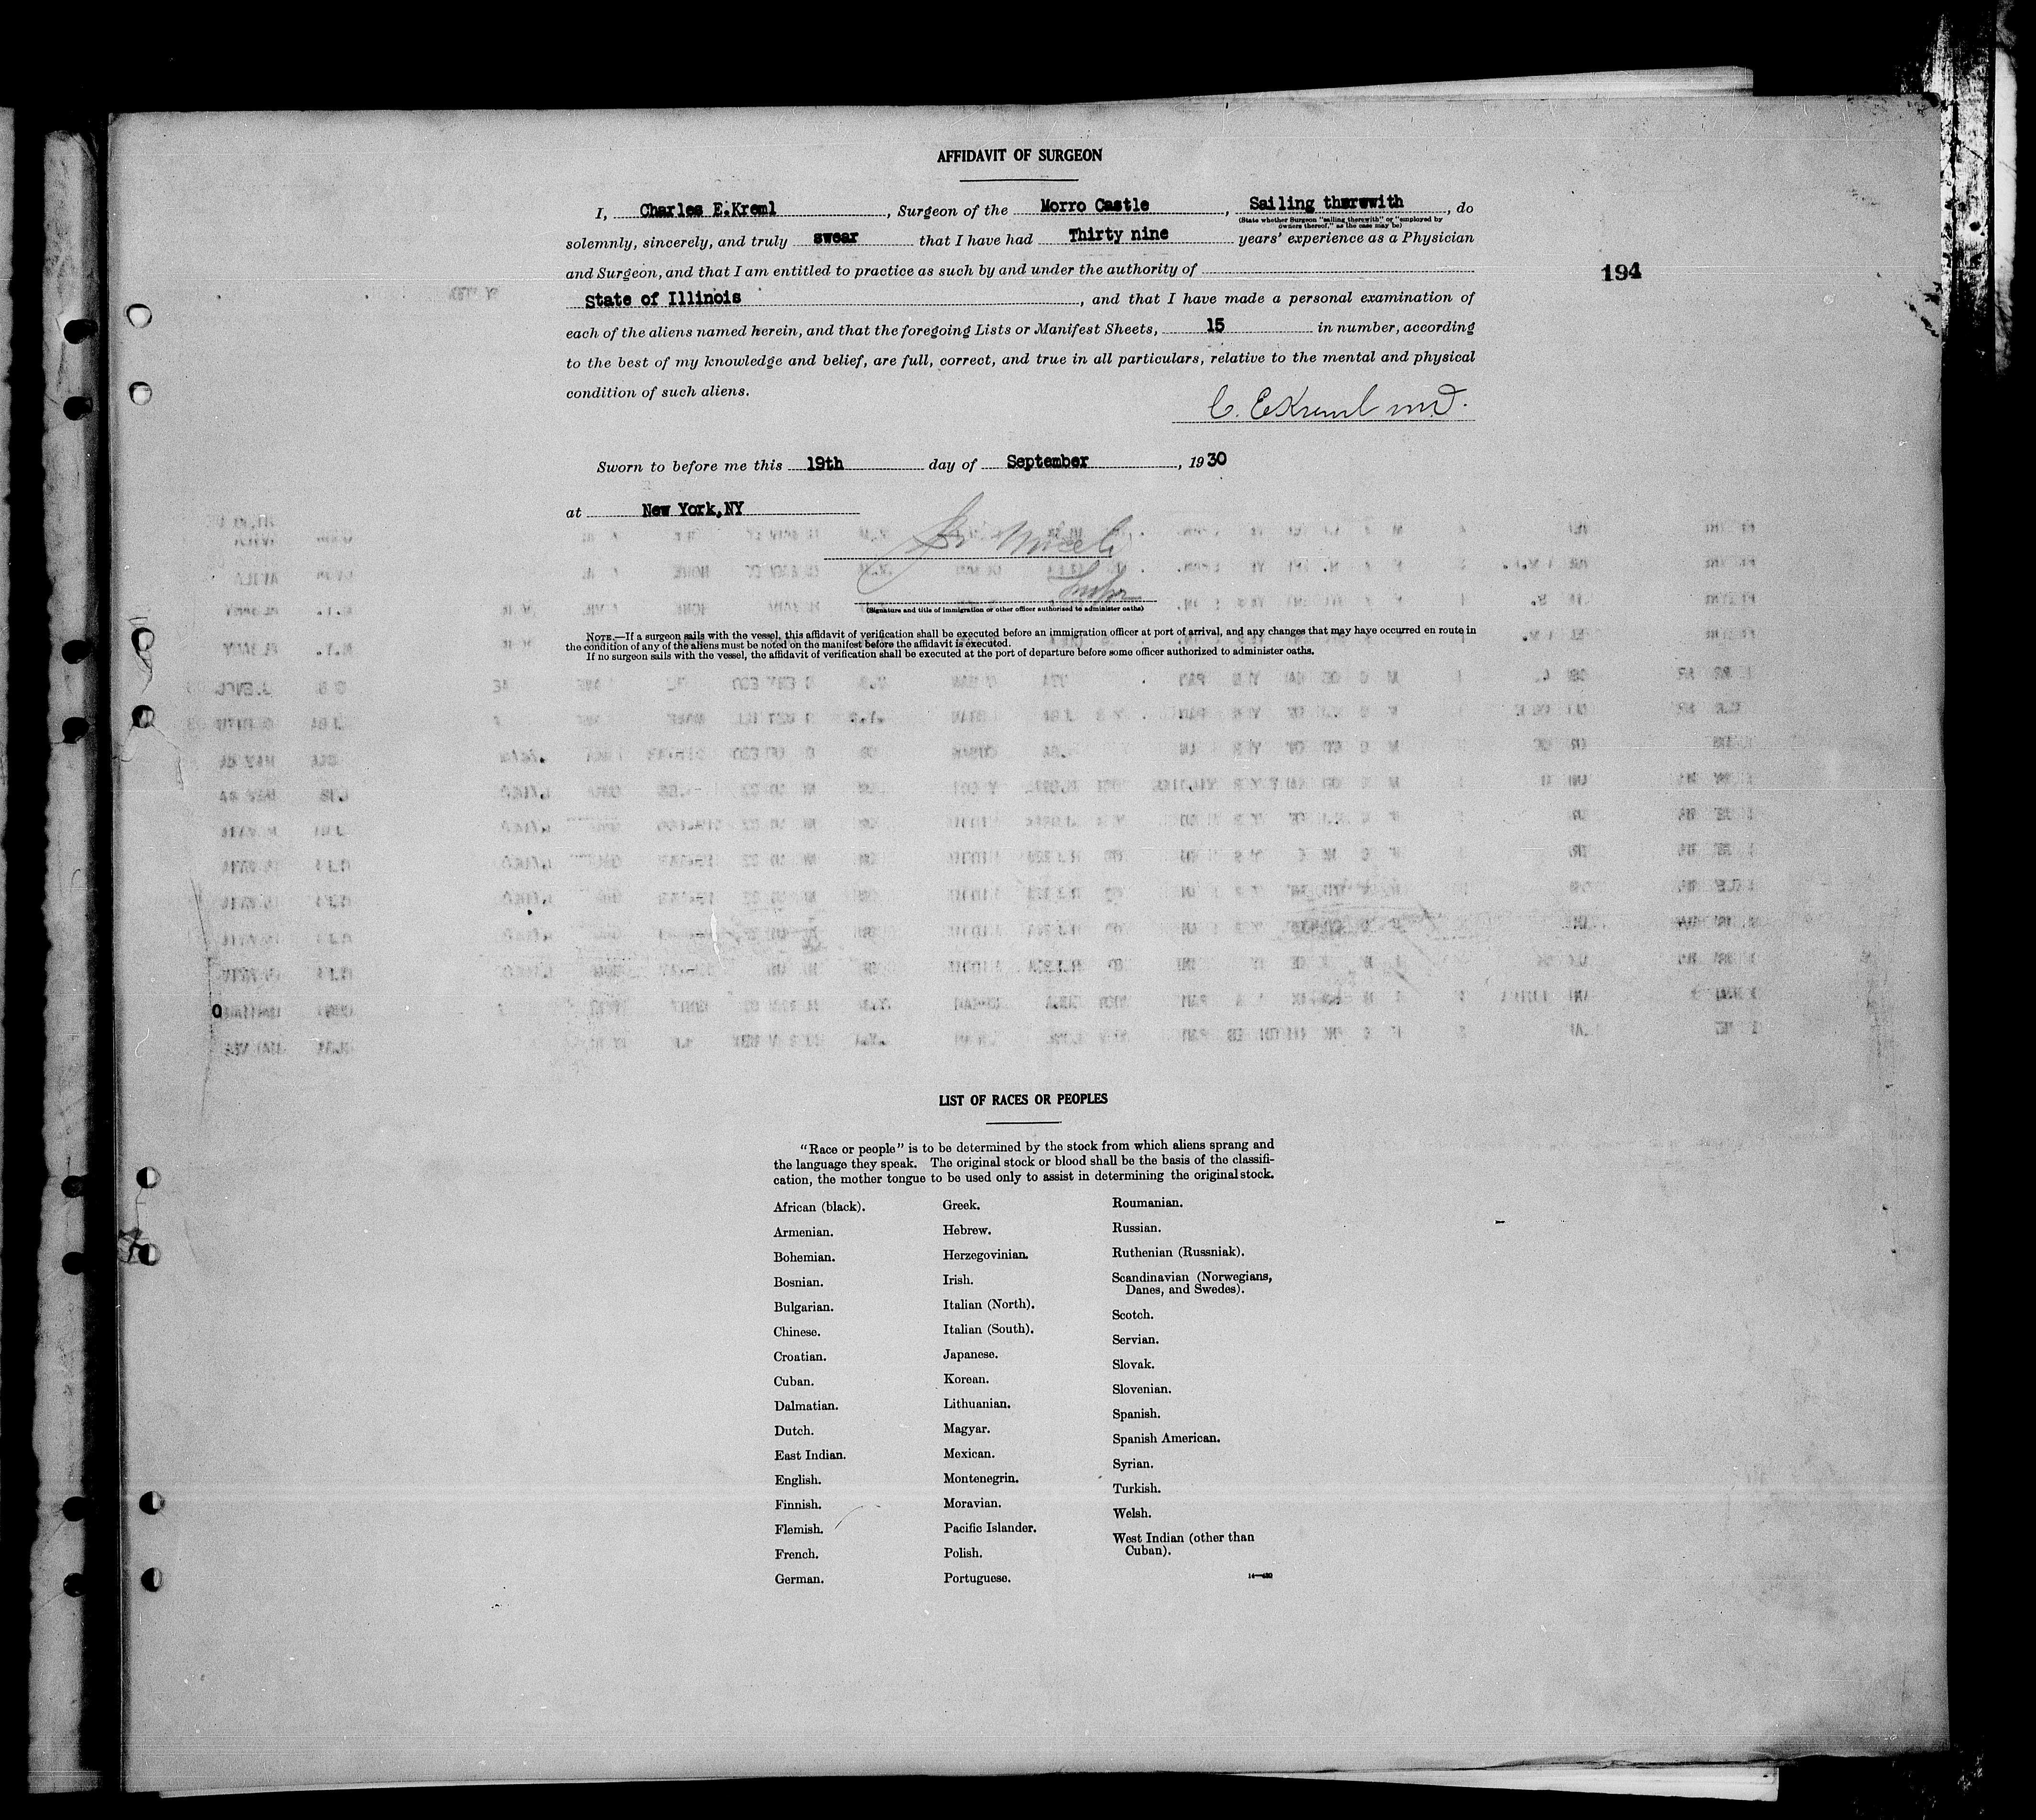 AFFIDAVIT OF SURGEON
I, Charles E.Kreml, Surgeon of the Morro Castle, Sailing therewith, do
(State whether Surgeon "sailing therewith" or "employed by
owners thereof," as the case may be)
solemnly, sincerely, and truly swear that I have had Thirty nine years' experience as a Physician
and Surgeon, and that I am entitled to practice as such by and under the authority of
194
State of Illinois, and that I have made a personal examination of
each of the aliens named herein, and that the foregoing Lists or Manifest Sheets, 15 in number, according
to the best of my knowledge and belief, are full, correct, and true in all particulars, relative to the mental and physical
condition of such aliens.
C. E Kreml M.D.
Sworn to before me this 19th day of September, 1930
at New York,NY
(Signature and title of immigration or other officer authorized to administer oaths)
NOTE.—If a surgeon sails with the vessel, this affidavit of verification shall be executed before an immigration officer at port of arrival, and any changes that may have occurred en route in
the condition of any of the aliens must be noted on the manifest before the affidavit is executed.
If no surgeon sails with the vessel, the affidavit of verification shall be executed at the port of departure before some officer authorized to administer oaths.
LIST OF RACES OR PEOPLES
"Race or people" is to be determined by the stock from which aliens sprang and
the language they speak. The original stock or blood shall be the basis of the classifi-
cation, the mother tongue to be used only to assist in determining the original stock.
African (black).
Armenian.
Bohemian.
Bosnian.
Bulgarian.
Chinese.
Croatian.
Cuban.
Dalmatian.
Dutch.
East Indian.
English.
Finnish.
Flemish.
French.
German.
Greek.
Hebrew.
Herzegovinian.
Irish.
Italian (North).
Italian (South).
Japanese.
Korean.
Lithuanian.
Magyar.
Mexican.
Montenegrin.
Moravian.
Pacific Islander.
Polish.
Portuguese.
Roumanian.
Russian.
Ruthenian (Russniak).
Scandinavian (Norwegians,
Danes, and Swedes).
Scotch.
Servian.
Slovak.
Slovenian.
Spanish.
Spanish American.
Syrian.
Turkish.
Welsh.
West Indian (other than
Cuban).